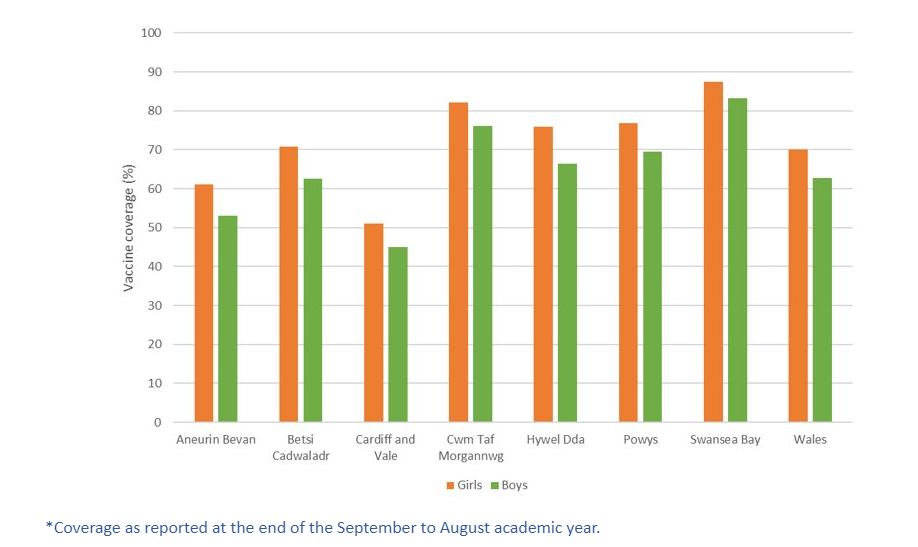 100
90
80
70
60
50
40
30
20
10
0
Vaccine coverage (%)
Aneurin Bevan
Betsi
Cadwaladr
Cardiff and
Vale
Cwm Taf
Morgannwg
Hywel Dda
Powys
Swansea Bay
Wales
Girls
Boys
*Coverage as reported at the end of the September to August academic year.